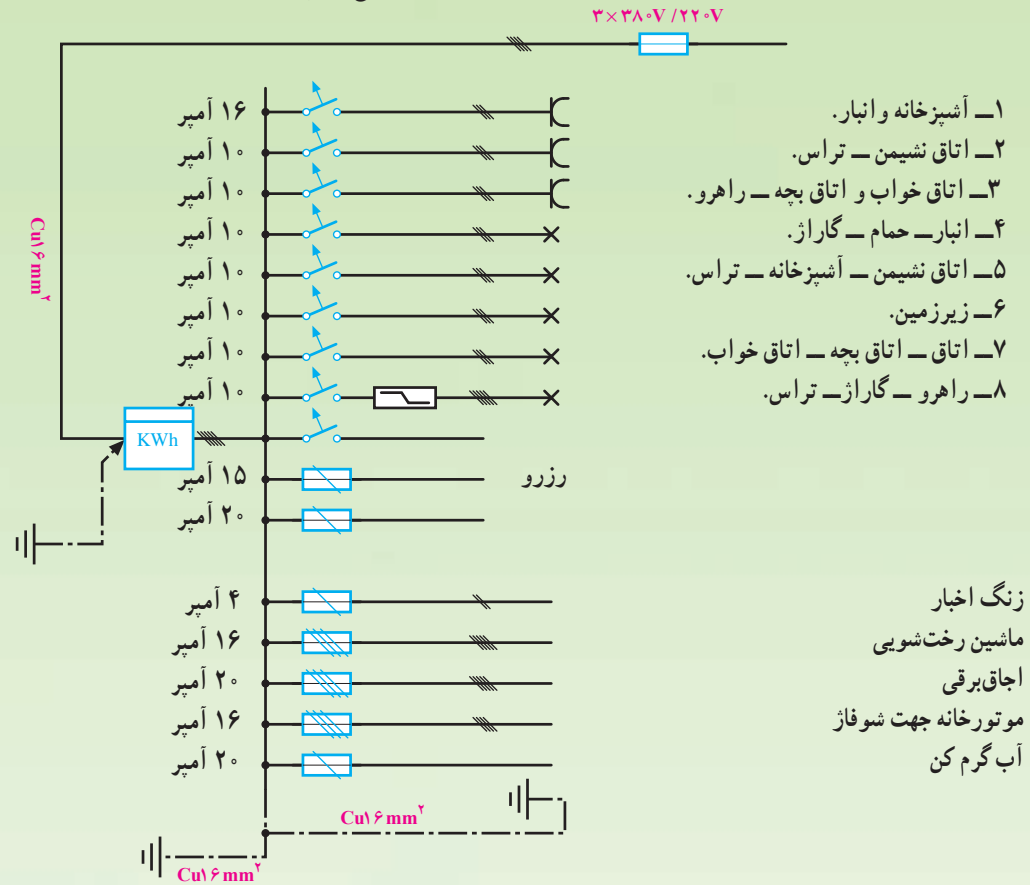 ۳×۳۸۰V/۲۲۰V
Cu۱۶mm۲
۱ــ آشپزخانه و انبار. ۱۶ آمپر
۲ــ اتاق نشیمن ــ تراس. ۱۰ آمپر
۳ــ اتاق خواب و اتاق بچه ــ راهرو. ۱۰ آمپر
۴ــ انبارــ حمام ــ گاراژ. ۱۰ آمپر
۵ــ اتاق نشیمن ــ آشپزخانه ــ تراس. ۱۰ آمپر
۶ــ زیرزمین. ۱۰ آمپر
۷ــ اتاق ــ اتاق بچه ــ اتاق خواب. ۱۰ آمپر
۸ــ راهرو ــ گاراژــ تراس. ۱۰ آمپر
KWh
رزرو ۱۵ آمپر
۲۰ آمپر
زنگ اخبار ۴ آمپر
ماشین رخت‌شویی ۱۶ آمپر
اجاق‌برقی ۲۰ آمپر
موتورخانه جهت شوفاژ ۱۶ آمپر
آب گرم کن ۲۰ آمپر
Cu۱۶mm۲
Cu۱۶mm۲